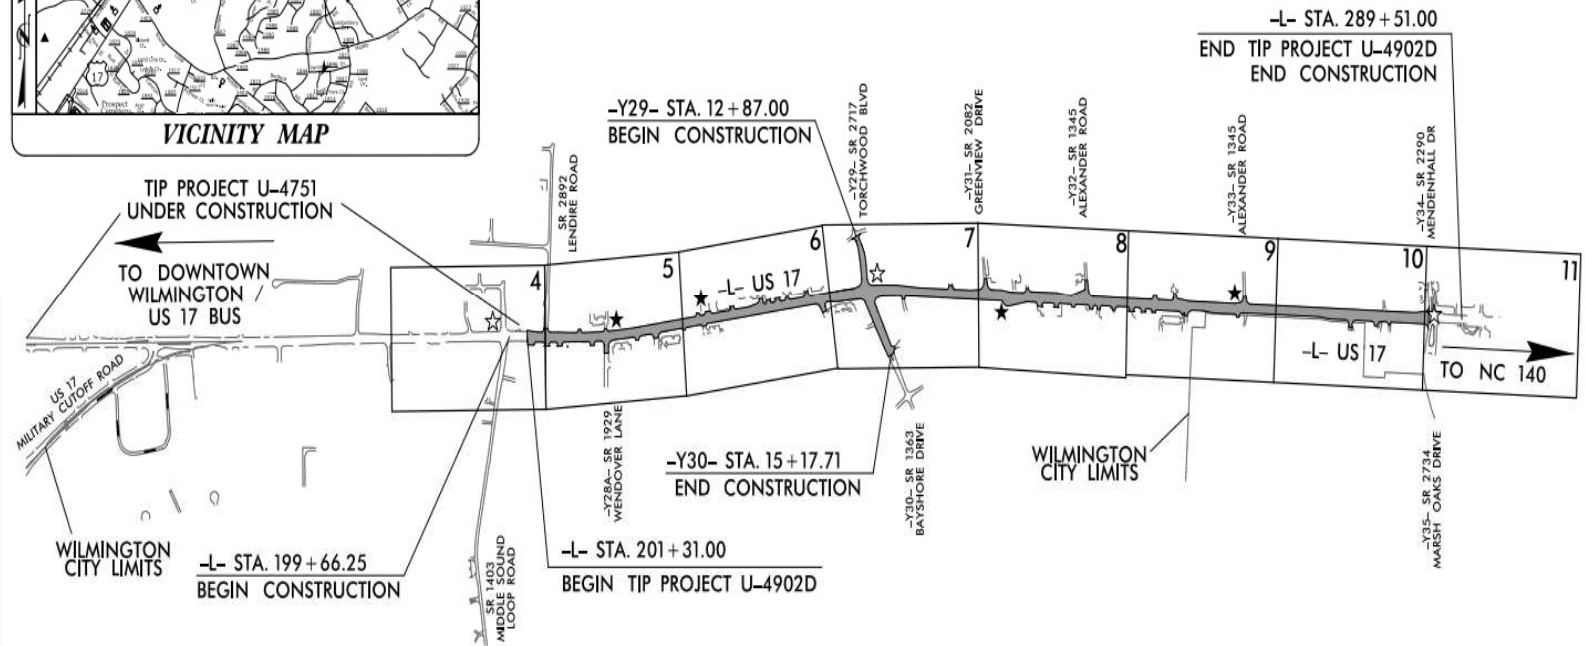 17
Prospect
VICINITY MAP
-L- STA. 289+51.00
END TIP PROJECT U-4902D
END CONSTRUCTION
-Y29- STA. 12+87.00
BEGIN CONSTRUCTION
-Y29- SR 2717
TORCHWOOD BLVD
-Y31- SR 2082
GREENVIEW DRIVE
-Y32- SR 1345
ALEXANDER ROAD
-Y33- SR 1345
ALEXANDER ROAD
-Y34- SR 2290
MENDENHALL DR
TIP PROJECT U-4751
UNDER CONSTRUCTION
SR 2892
LENDIRE ROAD
TO DOWNTOWN
WILMINGTON /
US 17 BUS
4
5
6
7
8
9
10
11
-L- US 17
-L- US 17
TO NC 140
US 17
MILITARY CUTOFF ROAD
-Y28A- SR 1929
WENDOVER LANE
-Y30- STA. 15+17.71
END CONSTRUCTION
-Y30- SR 1363
BAYSHORE DRIVE
WILMINGTON
CITY LIMITS
-Y35- SR 2734
MARSH OAKS DRIVE
WILMINGTON
CITY LIMITS
-L- STA. 199+66.25
BEGIN CONSTRUCTION
SR 1403
MIDDLE SOUND
LOOP ROAD
-L- STA. 201+31.00
BEGIN TIP PROJECT U-4902D